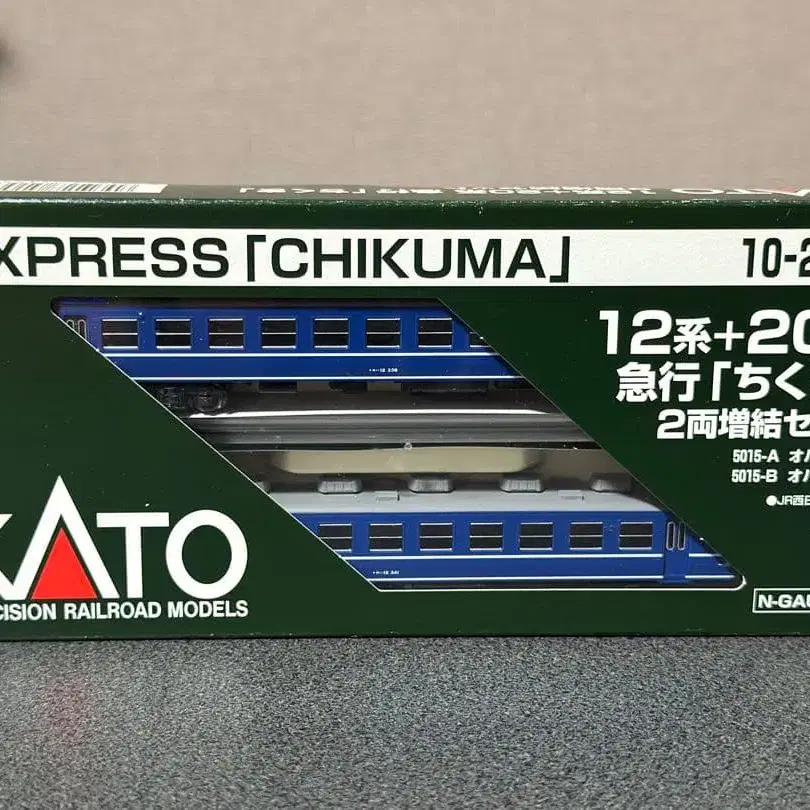 XPRESS「CHIKUMA」 10-2
12系+20
急行「ちく
2両増結セ
5015-A オハ
5015-B オハ
●JR西日
KATO
CISION RAILROAD MODELS
N-GAU